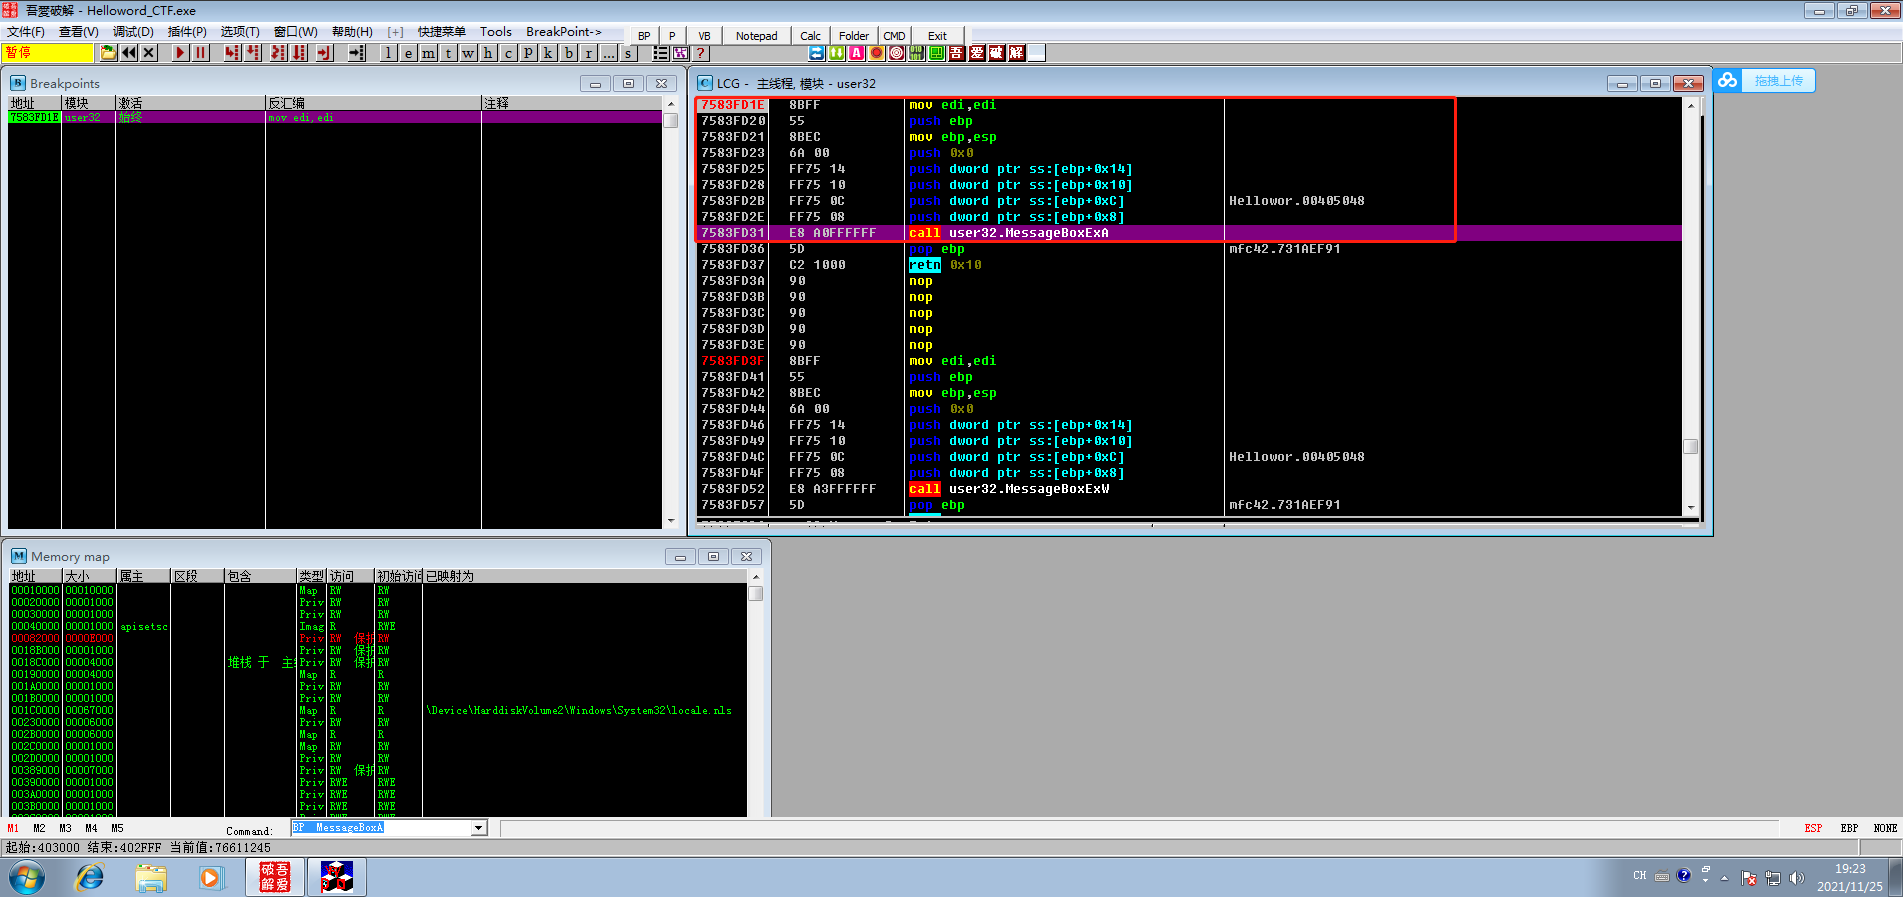 吾爱破解 - Helloword_CTF.exe
文件(F) 查看(V) 调试(D) 插件(P) 选项(T) 窗口(W) 帮助(H) [+] 快捷菜单 Tools BreakPoint-> BP P VB Notepad Calc Folder CMD Exit
暂停 l e m t w h c p k b r ... s ? A 吾 爱 破 解
Breakpoints
地址 模块 激活 反汇编 注释
7583FD1E user32 始终 mov edi,edi
LCG - 主线程, 模块 - user32
拖拽上传
7583FD1E 8BFF mov edi,edi
7583FD20 55 push ebp
7583FD21 8BEC mov ebp,esp
7583FD23 6A 00 push 0x0
7583FD25 FF75 14 push dword ptr ss:[ebp+0x14]
7583FD28 FF75 10 push dword ptr ss:[ebp+0x10]
7583FD2B FF75 0C push dword ptr ss:[ebp+0xC] Hellowor.00405048
7583FD2E FF75 08 push dword ptr ss:[ebp+0x8]
7583FD31 E8 A0FFFFFF call user32.MessageBoxExA
7583FD36 5D pop ebp mfc42.731AEF91
7583FD37 C2 1000 retn 0x10
7583FD3A 90 nop
7583FD3B 90 nop
7583FD3C 90 nop
7583FD3D 90 nop
7583FD3E 90 nop
7583FD3F 8BFF mov edi,edi
7583FD41 55 push ebp
7583FD42 8BEC mov ebp,esp
7583FD44 6A 00 push 0x0
7583FD46 FF75 14 push dword ptr ss:[ebp+0x14]
7583FD49 FF75 10 push dword ptr ss:[ebp+0x10]
7583FD4C FF75 0C push dword ptr ss:[ebp+0xC] Hellowor.00405048
7583FD4F FF75 08 push dword ptr ss:[ebp+0x8]
7583FD52 E8 A3FFFFFF call user32.MessageBoxExW
7583FD57 5D pop ebp mfc42.731AEF91
Memory map
地址 大小 属主 区段 包含 类型 访问 初始访问 已映射为
00010000 00010000 Map RW RW
00020000 00001000 Priv RW RW
00030000 00001000 Priv RW RW
00040000 00001000 apisetsc Imag R RWE
00082000 0000E000 Priv RW 保护 RW
0018B000 00001000 Priv RW 保护 RW
0018C000 00004000 堆栈 于 主 Priv RW 保护 RW
00190000 00004000 Map R R
001A0000 00001000 Priv RW RW
001B0000 00001000 Priv RW RW
001C0000 00067000 Map R R \Device\HarddiskVolume2\Windows\System32\locale.nls
00230000 00006000 Priv RW RW
002B0000 00006000 Map R R
002C0000 00001000 Map RW RW
002D0000 00001000 Priv RW RW
00389000 00007000 Priv RW 保护 RW
00390000 00001000 Priv RWE RWE
003A0000 00001000 Priv RWE RWE
003B0000 00001000 Priv RWE RWE
M1 M2 M3 M4 M5 Command: BP MessageBoxA ESP EBP NONE
起始:403000 结束:402FFF 当前值:76611245
破吾
解爱
CH 19:23
2021/11/25